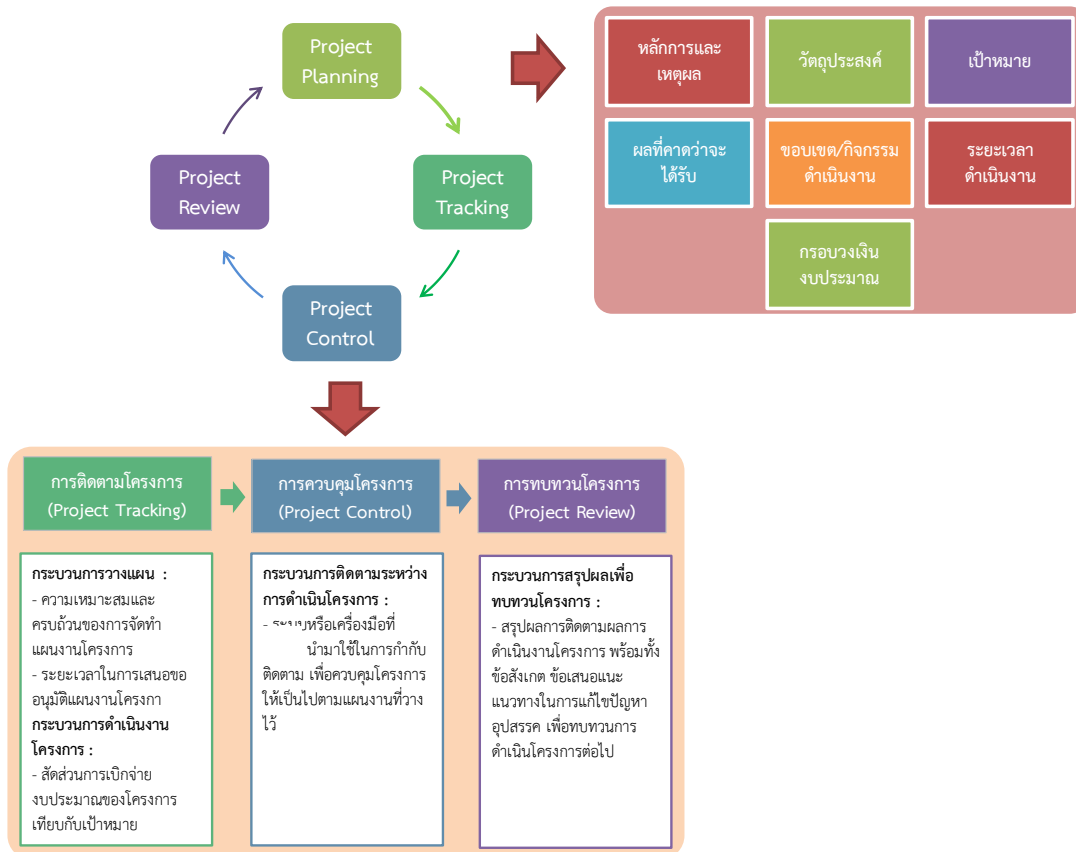 Project
Planning
Project
Review
Project
Tracking
Project
Control
หลักการและ
เหตุผล
วัตถุประสงค์
เป้าหมาย
ผลที่คาดว่าจะ
ได้รับ
ขอบเขต/กิจกรรม
ดำเนินงาน
ระยะเวลา
ดำเนินงาน
กรอบวงเงิน
งบประมาณ
การติดตามโครงการ
(Project Tracking)
การควบคุมโครงการ
(Project Control)
การทบทวนโครงการ
(Project Review)
กระบวนการวางแผน :
- ความเหมาะสมและ
ครบถ้วนของการจัดทำ
แผนงานโครงการ
- ระยะเวลาในการเสนอขอ
อนุมัติแผนงานโครงกา
กระบวนการดำเนินงาน
โครงการ :
- สัดส่วนการเบิกจ่าย
งบประมาณของโครงการ
เทียบกับเป้าหมาย
กระบวนการติดตามระหว่าง
การดำเนินโครงการ :
- ระบบหรือเครื่องมือที่
นำมาใช้ในการกำกับ
ติดตาม เพื่อควบคุมโครงการ
ให้เป็นไปตามแผนงานที่วาง
ไว้
กระบวนการสรุปผลเพื่อ
ทบทวนโครงการ :
- สรุปผลการติดตามผลการ
ดำเนินงานโครงการ พร้อมทั้ง
ข้อสังเกต ข้อเสนอแนะ
แนวทางในการแก้ไขปัญหา
อุปสรรค เพื่อทบทวนการ
ดำเนินโครงการต่อไป